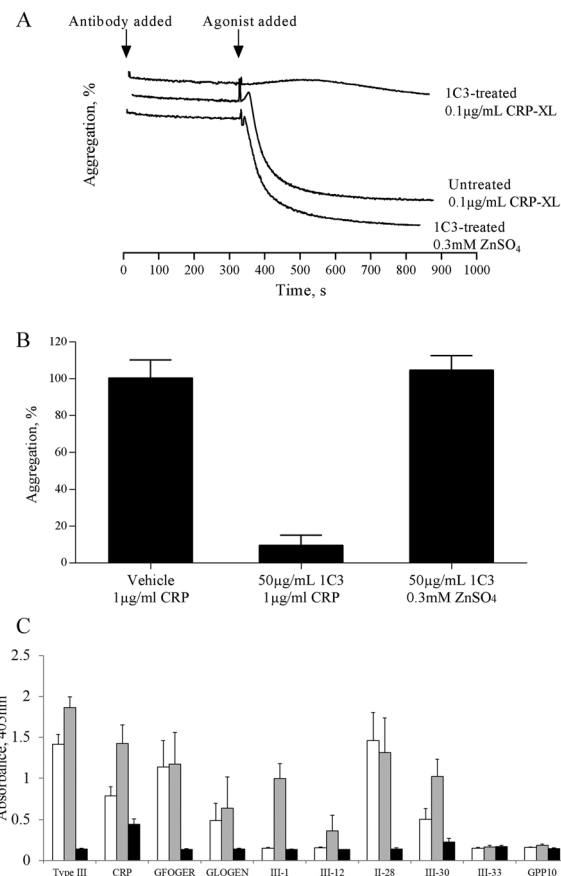 A
Antibody added
Agonist added
Aggregation, %
1C3-treated
0.1µg/mL CRP-XL
Untreated
0.1µg/mL CRP-XL
1C3-treated
0.3mM ZnSO4
0 100 200 300 400 500 600 700 800 900 1000
Time, s
B
Aggregation, %
120
100
80
60
40
20
0
Vehicle
1µg/ml CRP
50µg/mL 1C3
1µg/ml CRP
50µg/mL 1C3
0.3mM ZnSO4
C
Absorbance, 405nm
2.5
2
1.5
1
0.5
0
Type III CRP GFOGER GLOGEN III-1 III-12 II-28 III-30 III-33 GPP10